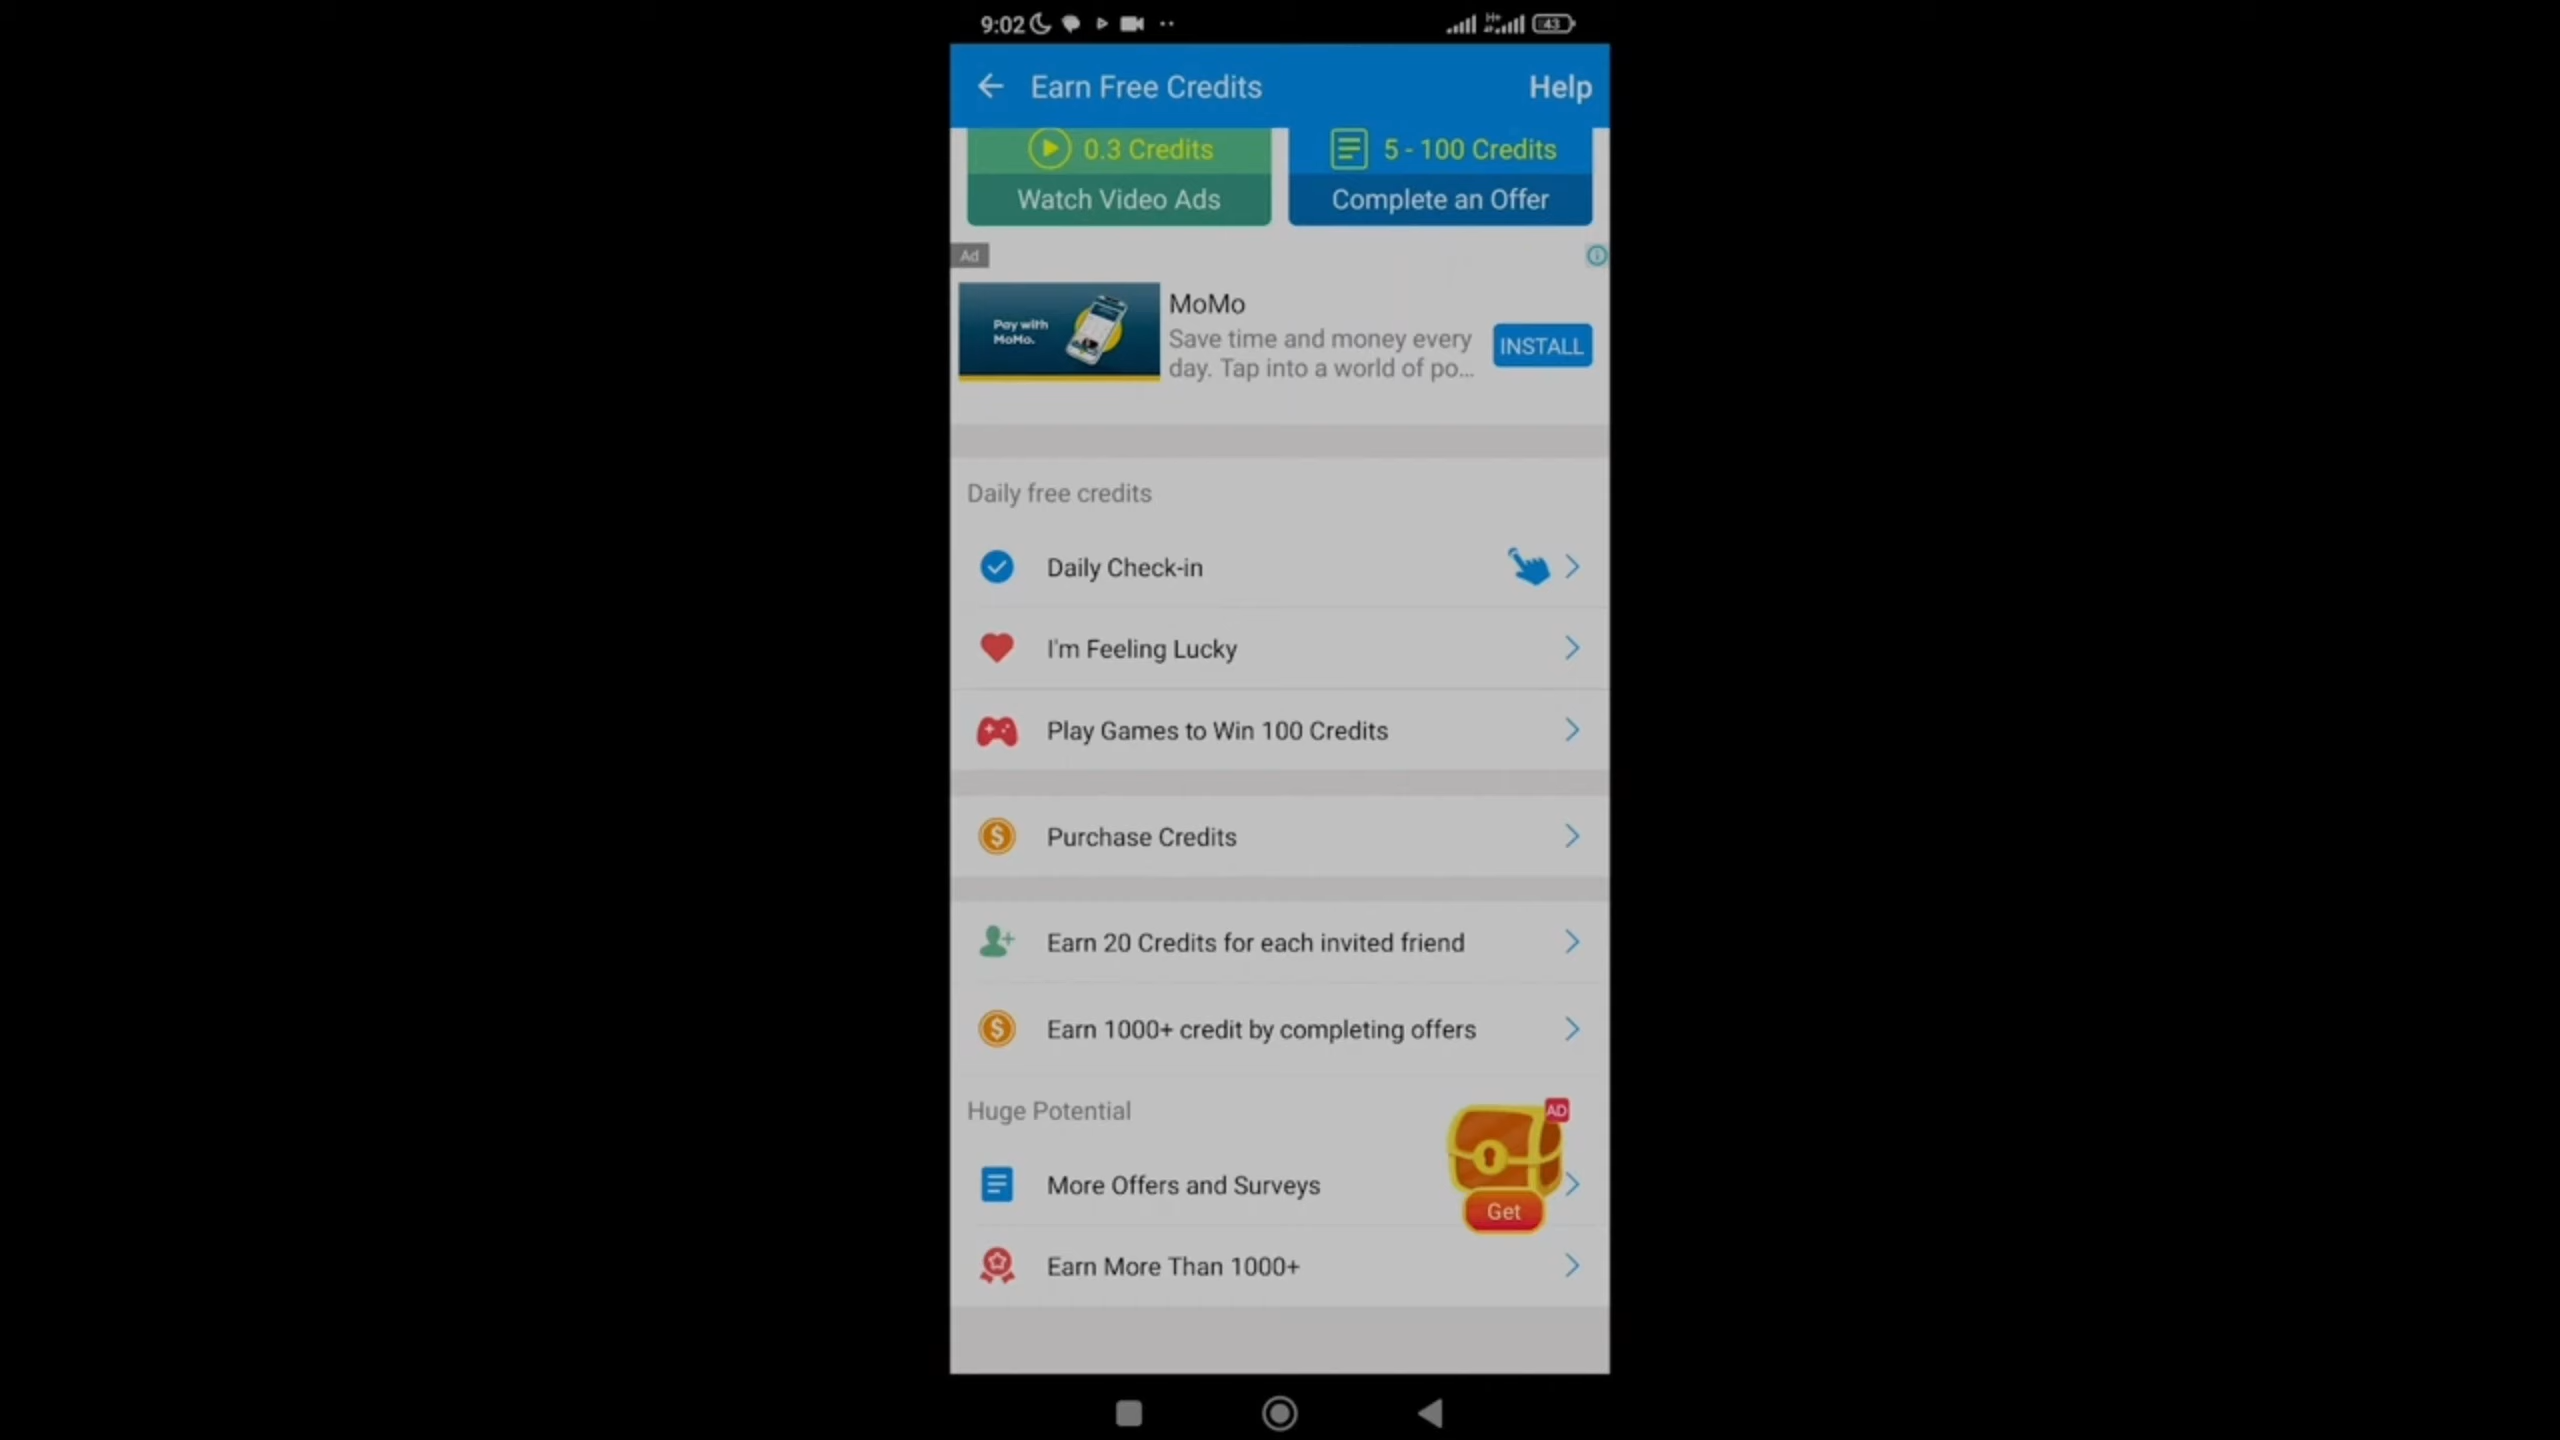 9:02
H+
43
Earn Free Credits
Help
0.3 Credits
5 - 100 Credits
Watch Video Ads
Complete an Offer
Ad
Pay with
MoMo.
MoMo
Save time and money every
day. Tap into a world of po...
INSTALL
Daily free credits
Daily Check-in
I'm Feeling Lucky
Play Games to Win 100 Credits
Purchase Credits
Earn 20 Credits for each invited friend
Earn 1000+ credit by completing offers
Huge Potential
AD
More Offers and Surveys
Get
Earn More Than 1000+